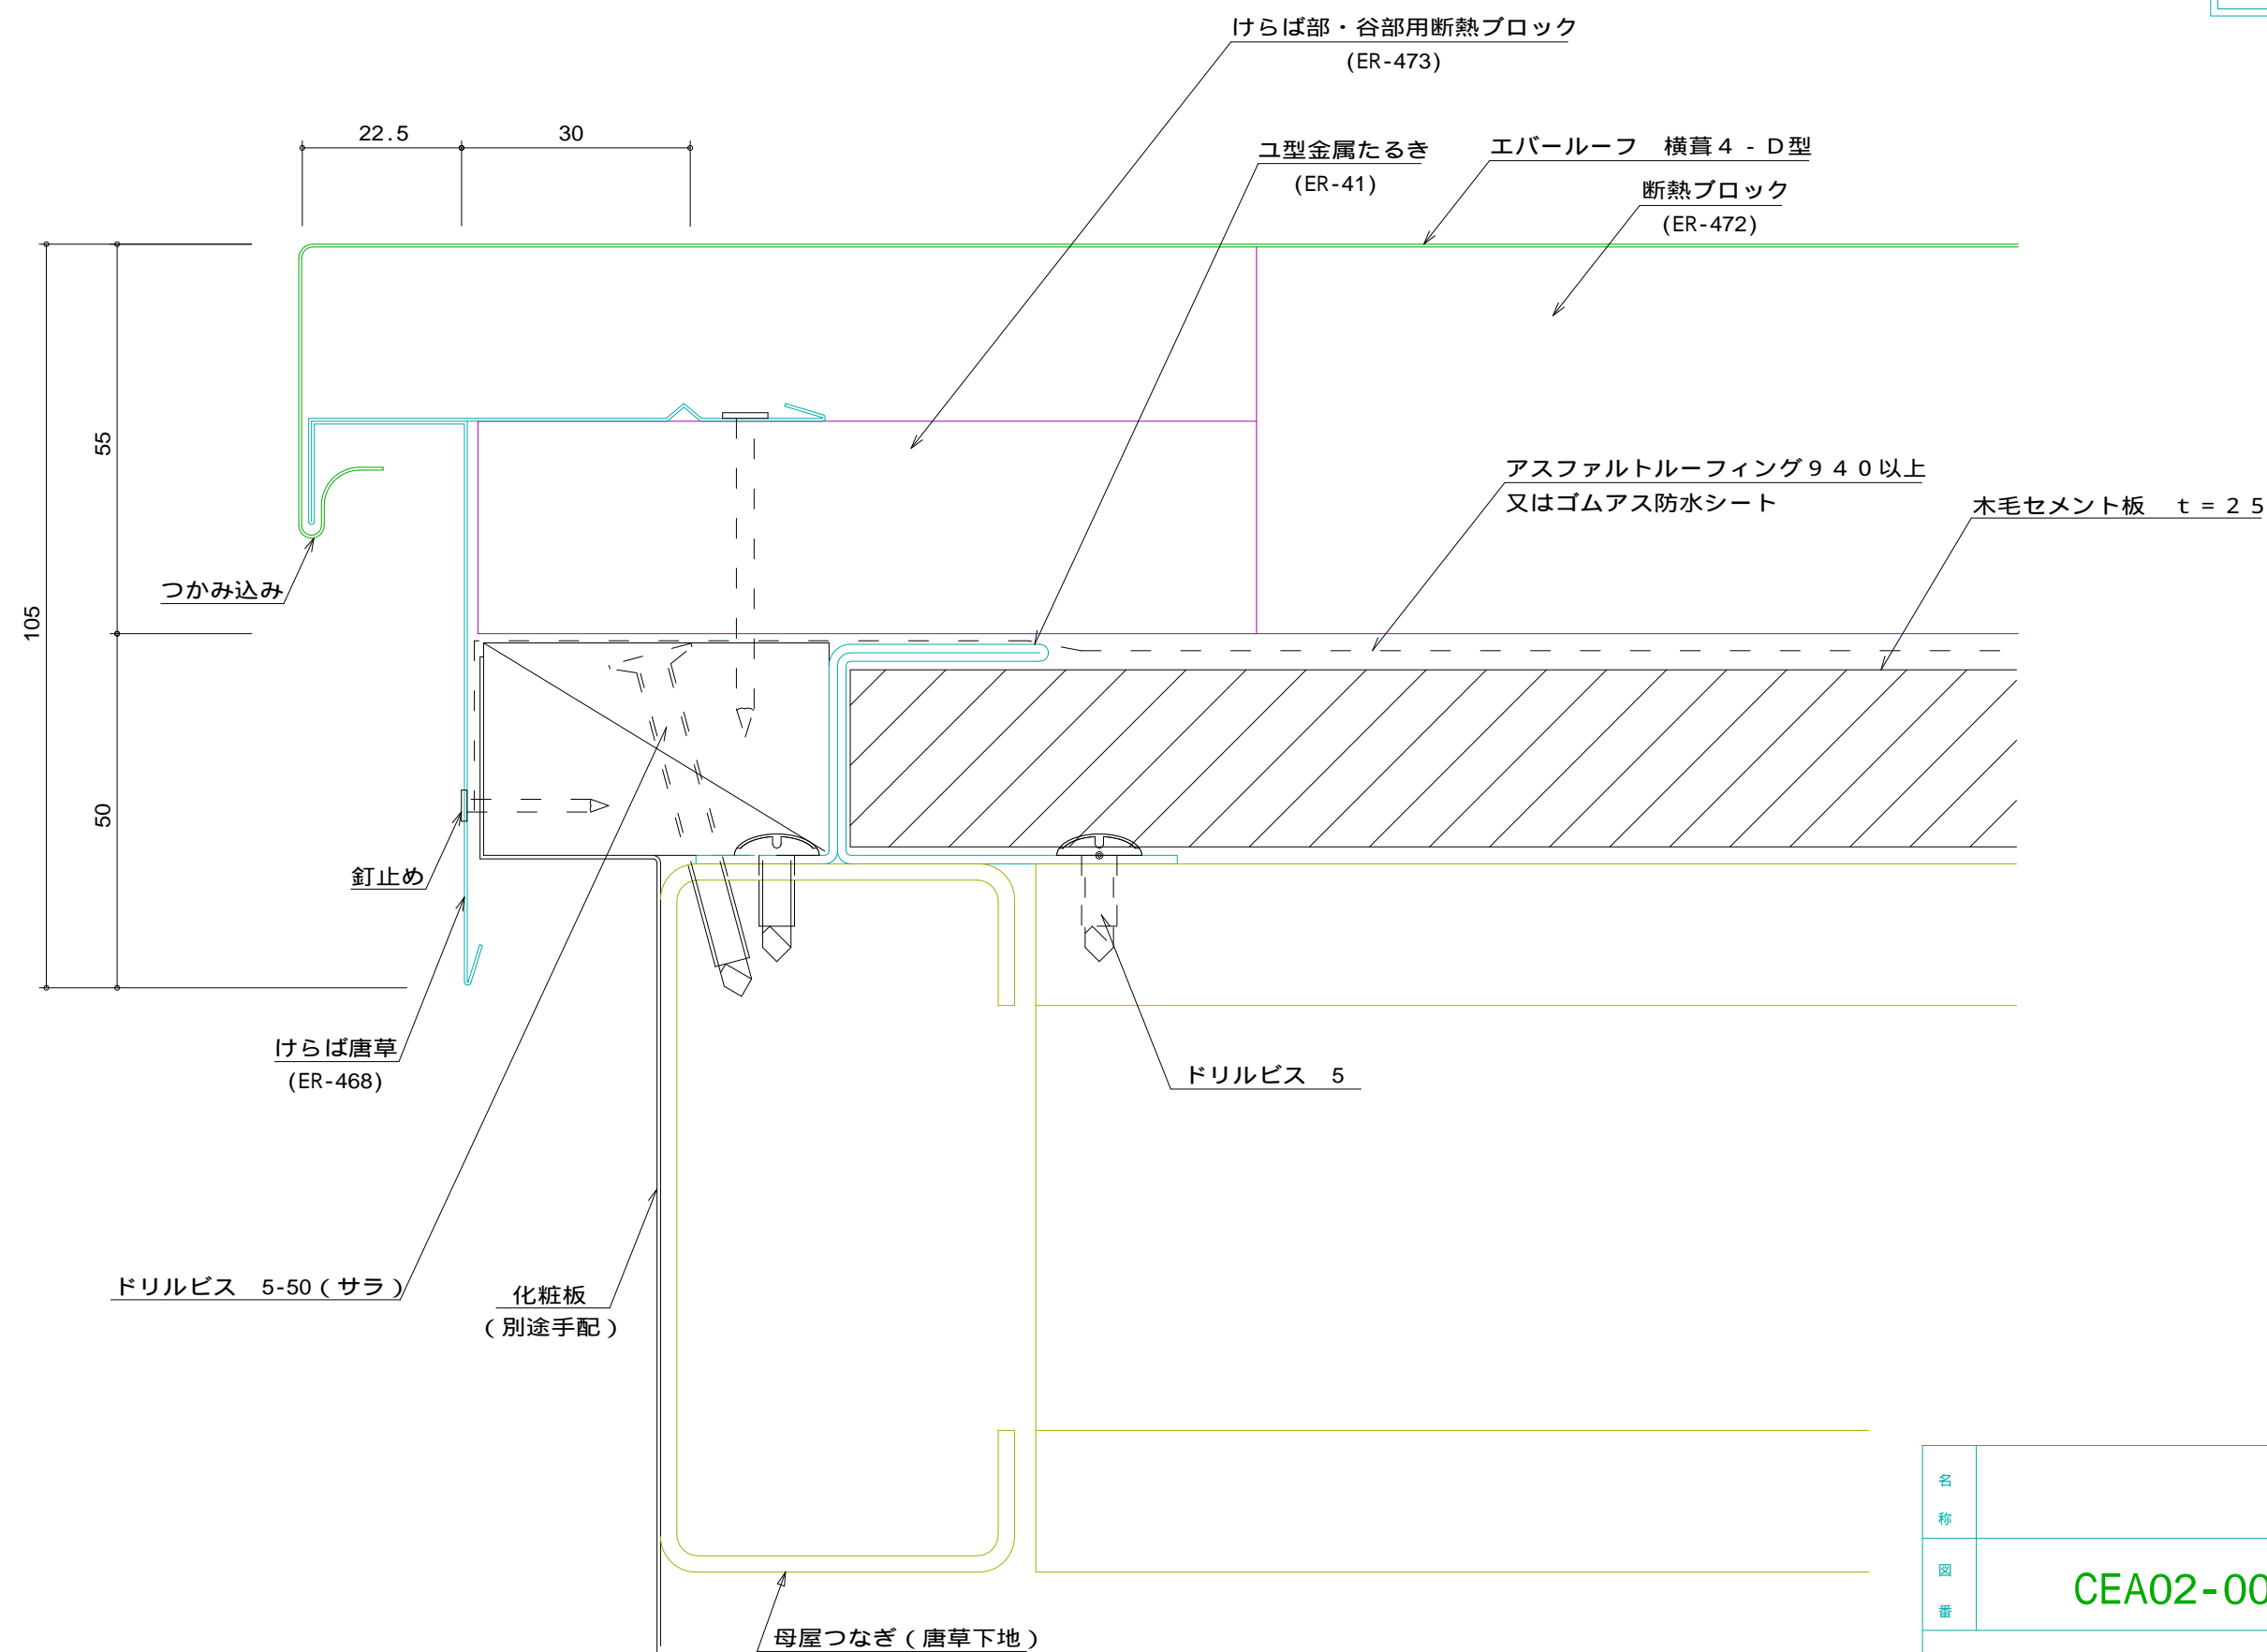 けらば部・谷部用断熱ブロック
(ER-473)
22.5
30
ユ型金属たるき
(ER-41)
エバールーフ　横葺４‐Ｄ型
断熱ブロック
(ER-472)
55
アスファルトルーフィング９４０以上
又はゴムアス防水シート
木毛セメント板　ｔ＝２５
つかみ込み
105
50
釘止め
けらば唐草
(ER-468)
ドリルビス　5
ドリルビス　5-50（サラ）
化粧板
（別途手配）
母屋つなぎ（唐草下地）
名称
図番
CEA02-00